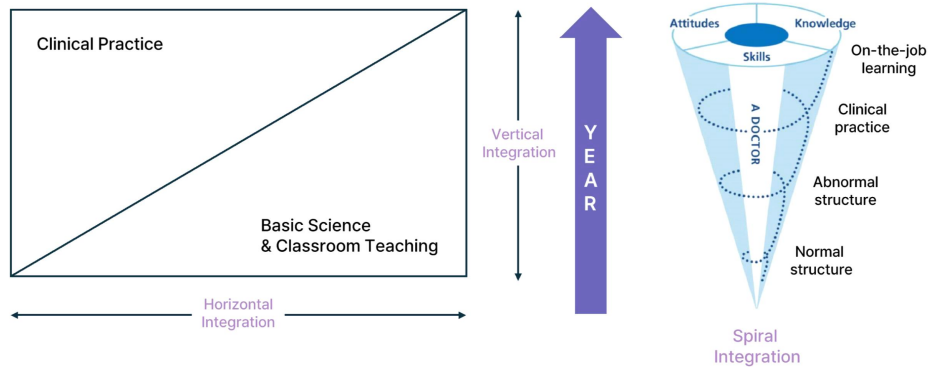 Clinical Practice
Basic Science
& Classroom Teaching
Horizontal
Integration
Vertical
Integration
YEAR
Attitudes
Knowledge
Skills
A DOCTOR
On-the-job
learning
Clinical
practice
Abnormal
structure
Normal
structure
Spiral
Integration